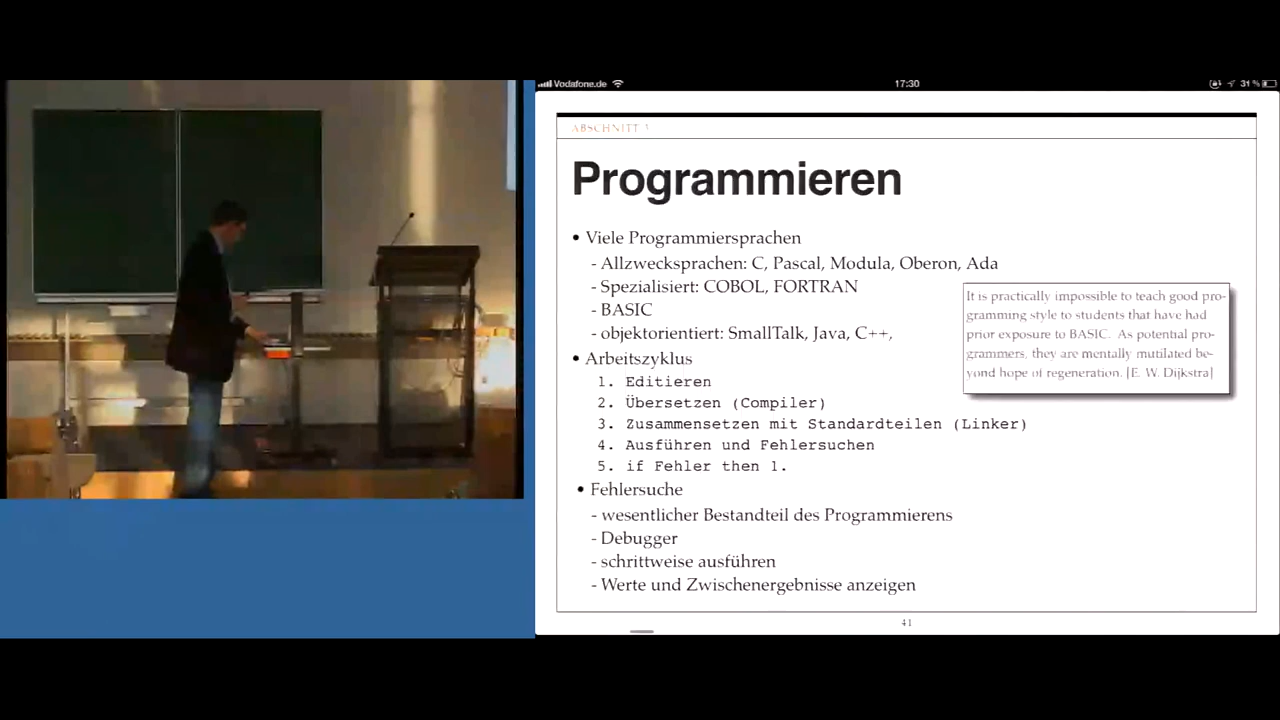 Vodafone.de 17:30 31 %
ABSCHNITT 1
Programmieren
• Viele Programmiersprachen
- Allzwecksprachen: C, Pascal, Modula, Oberon, Ada
- Spezialisiert: COBOL, FORTRAN
- BASIC
- objektorientiert: SmallTalk, Java, C++,
It is practically impossible to teach good pro-
gramming style to students that have had
prior exposure to BASIC. As potential pro-
grammers, they are mentally mutilated be-
yond hope of regeneration. [E. W. Dijkstra]
• Arbeitszyklus
1. Editieren
2. Übersetzen (Compiler)
3. Zusammensetzen mit Standardteilen (Linker)
4. Ausführen und Fehlersuchen
5. if Fehler then 1.
• Fehlersuche
- wesentlicher Bestandteil des Programmierens
- Debugger
- schrittweise ausführen
- Werte und Zwischenergebnisse anzeigen
41